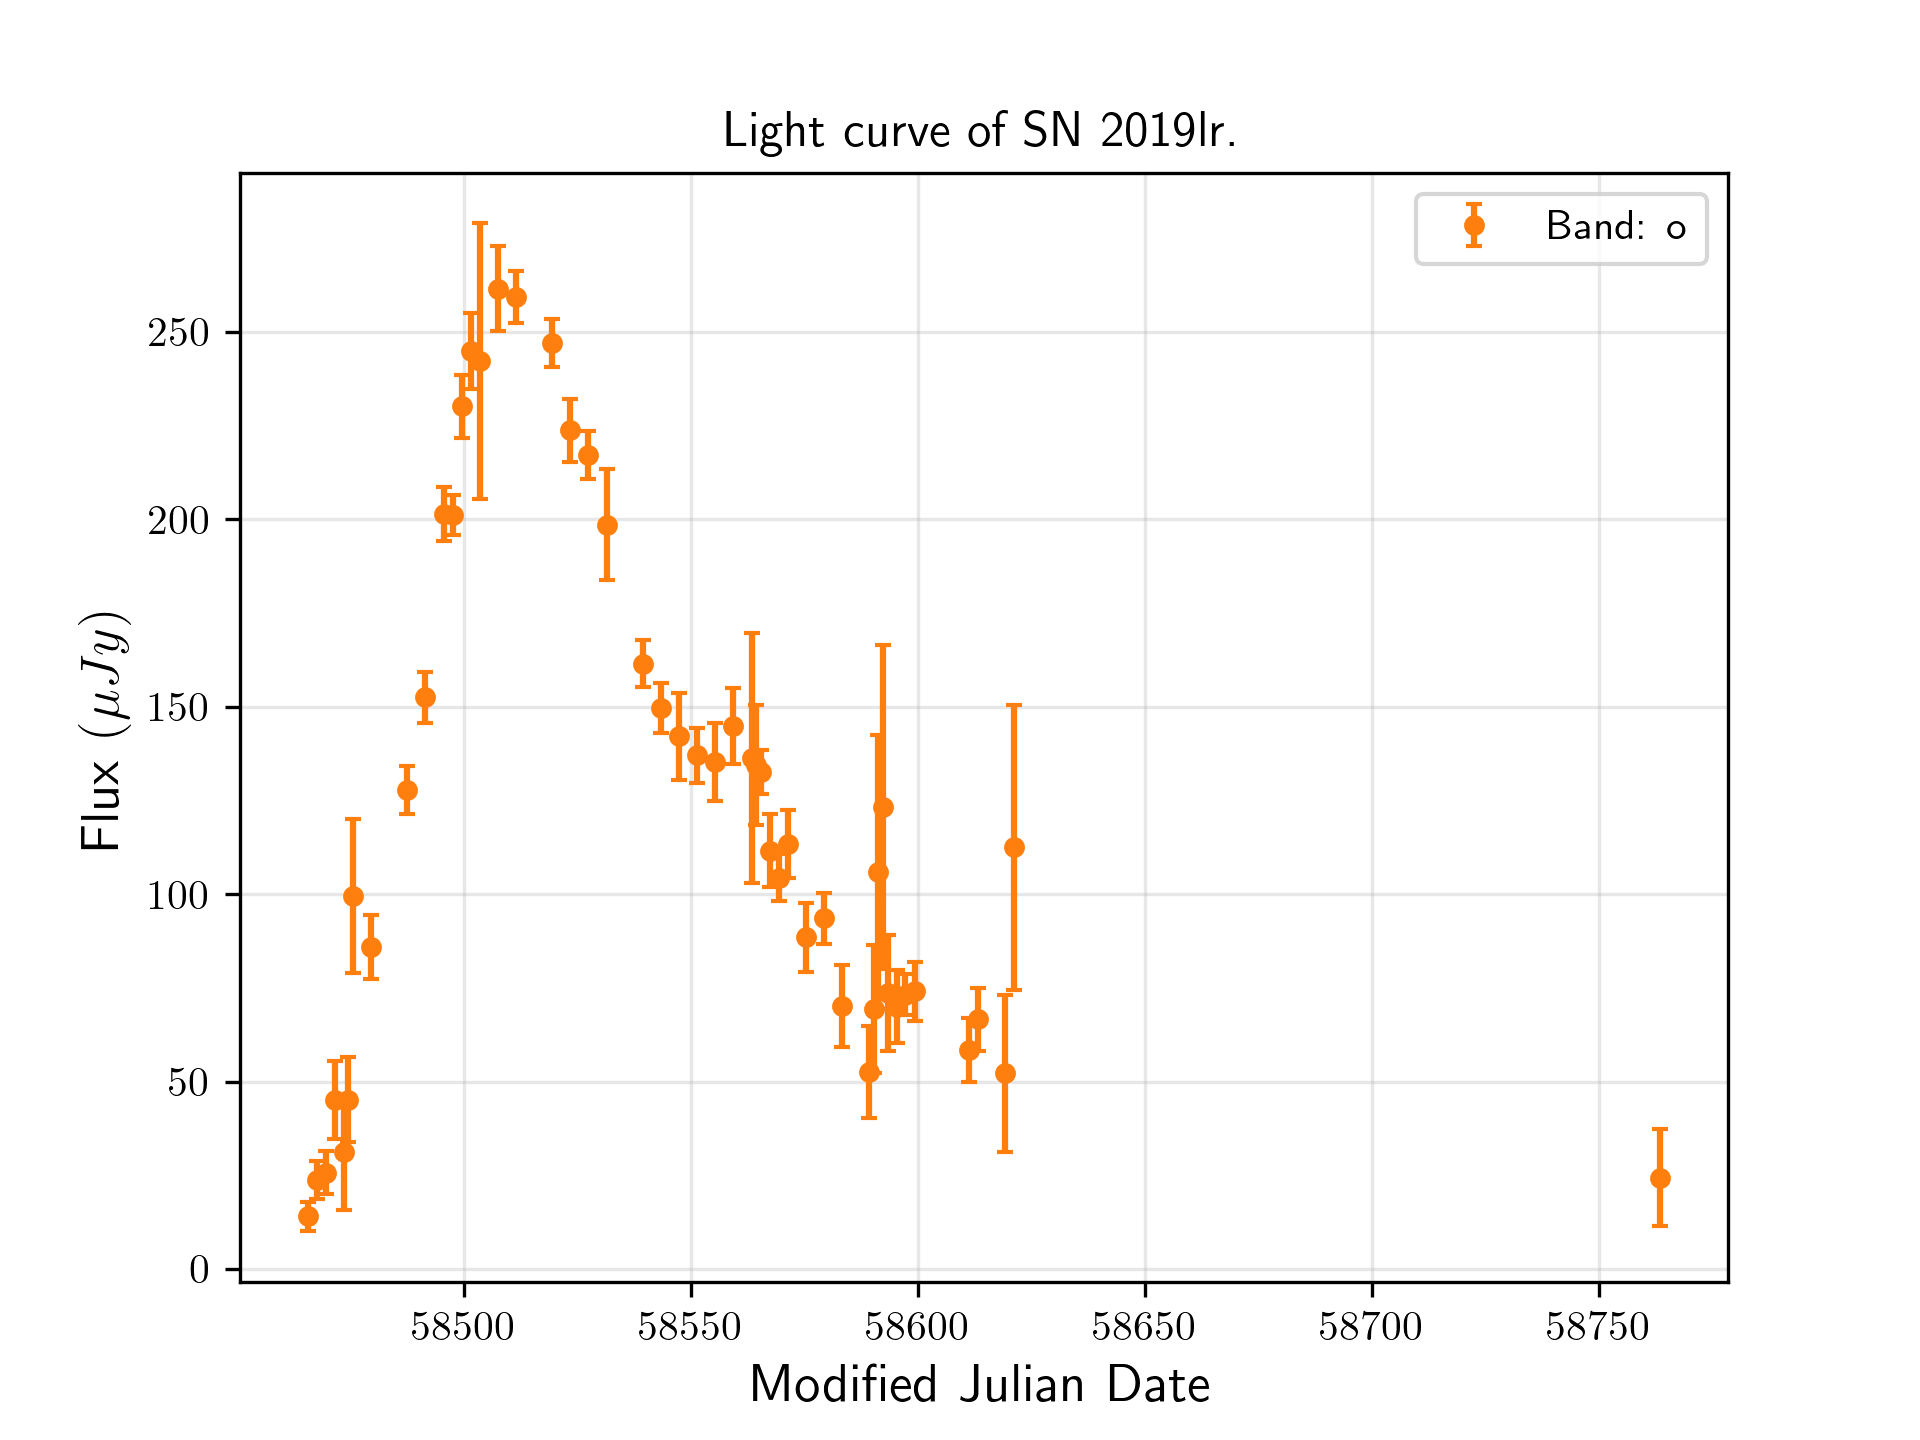 Light curve of SN 2019lr.
Band: o
Flux (μJy)
250
200
150
100
50
0
58500 58550 58600 58650 58700 58750
Modified Julian Date